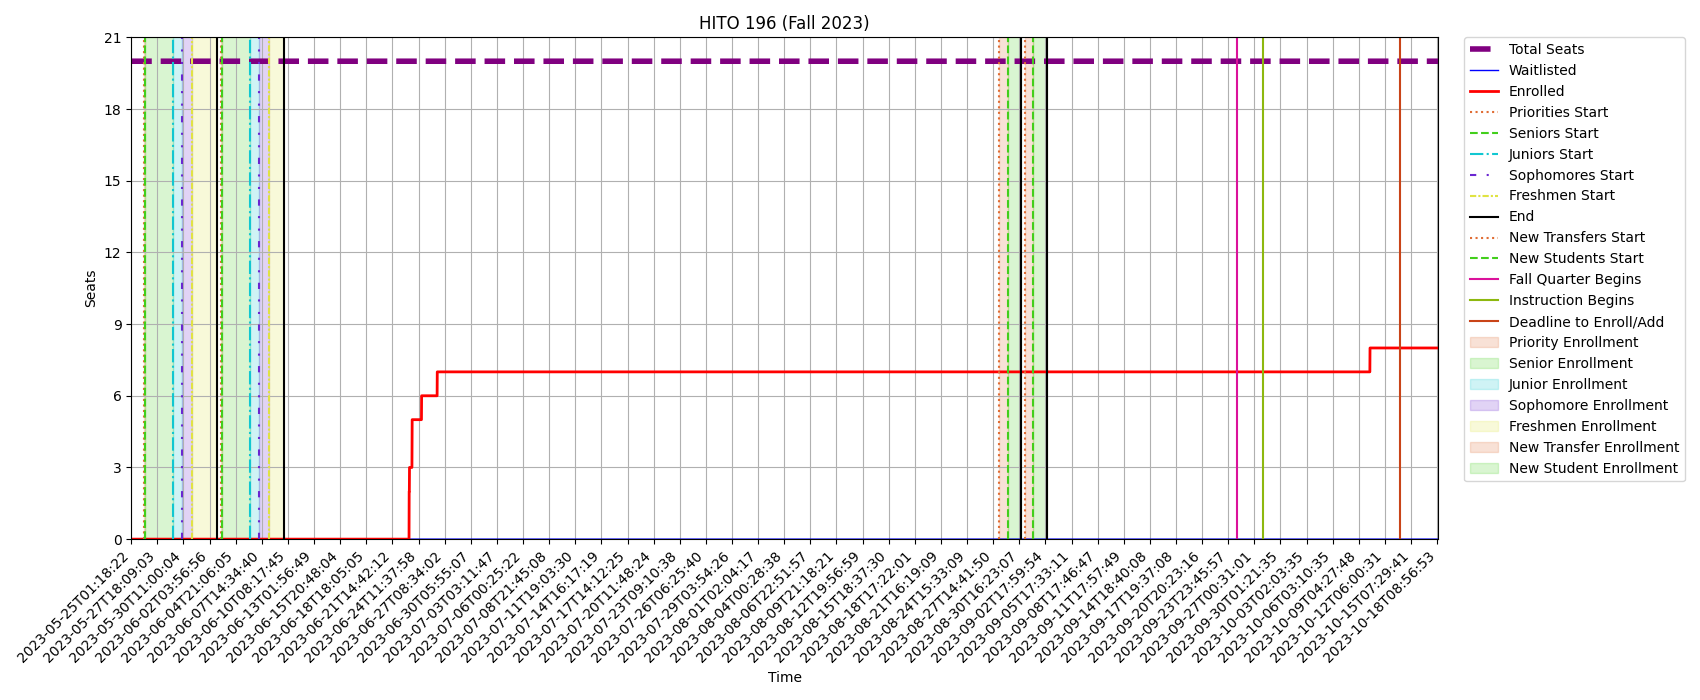 HITO 196 (Fall 2023)
21
18
15
12
9
6
3
0
Seats
2023-05-25T01:18:22
2023-05-27T18:09:03
2023-05-30T11:00:04
2023-06-02T03:56:56
2023-06-04T21:06:05
2023-06-07T14:34:40
2023-06-10T08:17:45
2023-06-13T01:56:49
2023-06-15T20:48:04
2023-06-18T18:05:05
2023-06-21T14:42:12
2023-06-24T11:37:58
2023-06-27T08:34:02
2023-06-30T05:55:07
2023-07-03T03:11:47
2023-07-06T00:25:22
2023-07-08T21:45:08
2023-07-11T19:03:30
2023-07-14T16:17:19
2023-07-17T14:12:25
2023-07-20T11:48:24
2023-07-23T09:10:38
2023-07-26T06:25:40
2023-07-29T03:54:26
2023-08-01T02:04:17
2023-08-04T00:28:38
2023-08-06T22:51:57
2023-08-09T21:18:21
2023-08-12T19:56:59
2023-08-15T18:37:30
2023-08-18T17:22:01
2023-08-21T16:19:09
2023-08-24T15:33:09
2023-08-27T14:41:50
2023-08-30T16:23:07
2023-09-02T17:59:54
2023-09-05T17:33:11
2023-09-08T17:46:47
2023-09-11T17:57:49
2023-09-14T18:40:08
2023-09-17T19:37:08
2023-09-20T20:23:16
2023-09-23T23:45:57
2023-09-27T00:31:01
2023-09-30T01:21:35
2023-10-03T02:03:35
2023-10-06T03:10:35
2023-10-09T04:27:48
2023-10-12T06:00:31
2023-10-15T07:29:41
2023-10-18T08:56:53
Time
Total Seats
Waitlisted
Enrolled
Priorities Start
Seniors Start
Juniors Start
Sophomores Start
Freshmen Start
End
New Transfers Start
New Students Start
Fall Quarter Begins
Instruction Begins
Deadline to Enroll/Add
Priority Enrollment
Senior Enrollment
Junior Enrollment
Sophomore Enrollment
Freshmen Enrollment
New Transfer Enrollment
New Student Enrollment